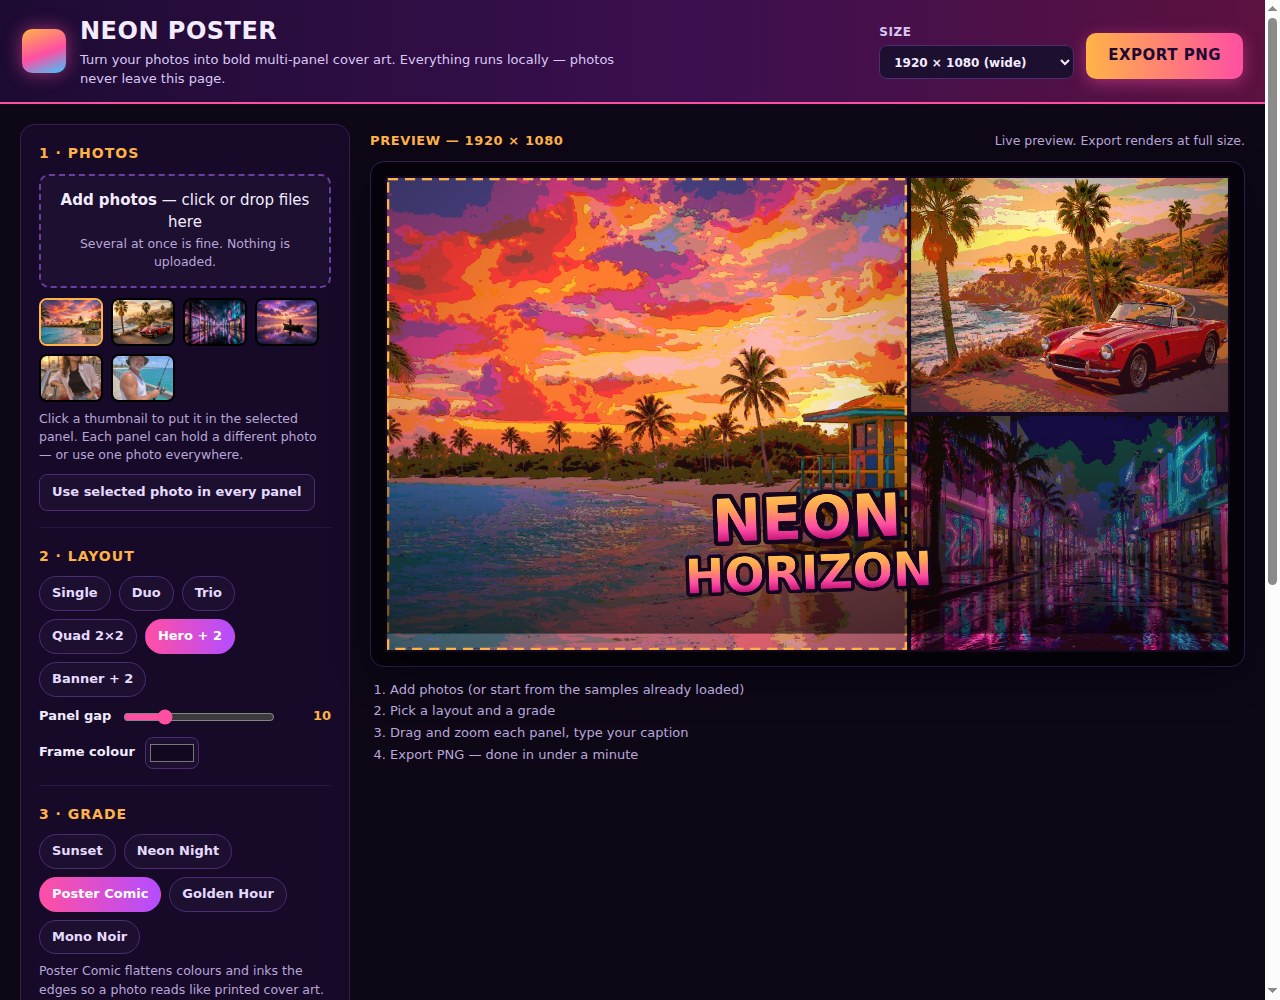 NEON POSTER
Turn your photos into bold multi-panel cover art. Everything runs locally — photos
never leave this page.
SIZE
1920 × 1080 (wide)
EXPORT PNG
1 · PHOTOS
Add photos — click or drop files
here
Several at once is fine. Nothing is
uploaded.
Click a thumbnail to put it in the selected
panel. Each panel can hold a different photo
— or use one photo everywhere.
Use selected photo in every panel
2 · LAYOUT
Single
Duo
Trio
Quad 2×2
Hero + 2
Banner + 2
Panel gap
10
Frame colour
3 · GRADE
Sunset
Neon Night
Poster Comic
Golden Hour
Mono Noir
Poster Comic flattens colours and inks the
edges so a photo reads like printed cover art.
PREVIEW — 1920 × 1080
Live preview. Export renders at full size.
NEON
HORIZON
1. Add photos (or start from the samples already loaded)
2. Pick a layout and a grade
3. Drag and zoom each panel, type your caption
4. Export PNG — done in under a minute